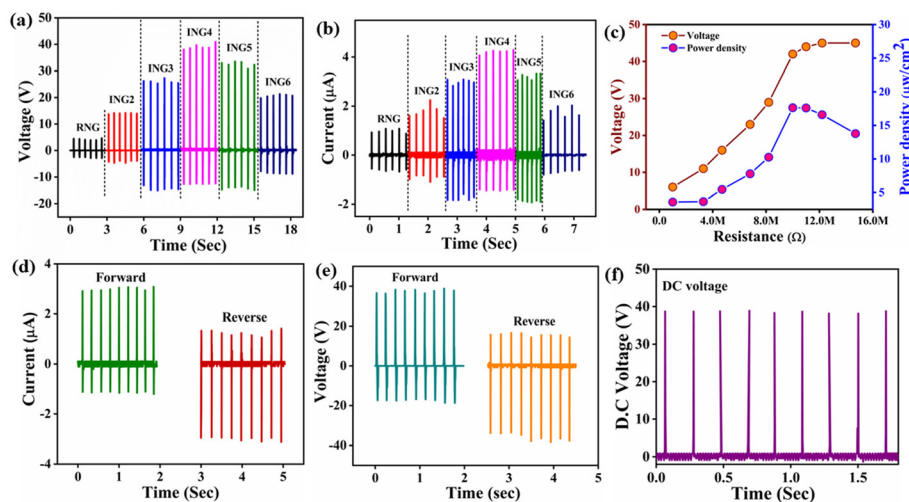 (a)
50
40
30
20
10
0
-10
-20
Voltage (V)
RNG
ING2
ING3
ING4
ING5
ING6
0 3 6 9 12 15 18
Time (Sec)
(b)
4
2
0
-2
Current (µA)
RNG
ING2
ING3
ING4
ING5
ING6
0 1 2 3 4 5 6 7
Time (Sec)
(c)
Voltage
Power density
50
40
30
20
10
0
Voltage (V)
30
25
20
15
10
5
Power density (µw/cm²)
0.0 4.0M 8.0M 12.0M 16.0M
Resistance (Ω)
(d)
Forward
Reverse
4
2
0
-2
-4
Current (µA)
0 1 2 3 4 5
Time (Sec)
(e)
Forward
Reverse
40
20
0
-20
-40
Voltage (V)
0 1 2 3 4 5
Time (Sec)
(f)
DC voltage
50
40
30
20
10
0
D.C Voltage (V)
0.0 0.5 1.0 1.5
Time (Sec)